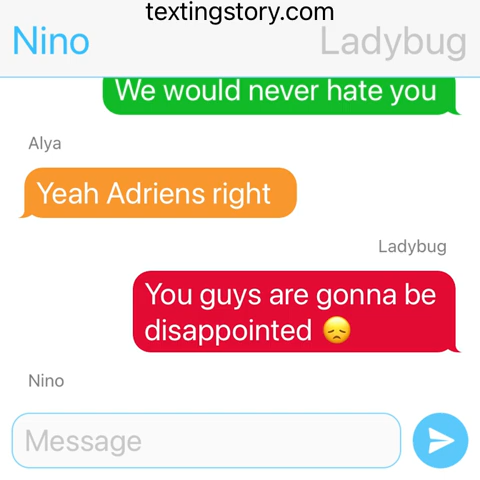 textingstory.com
Nino
Ladybug
We would never hate you
Alya
Yeah Adriens right
Ladybug
You guys are gonna be
disappointed 😞
Nino
Message